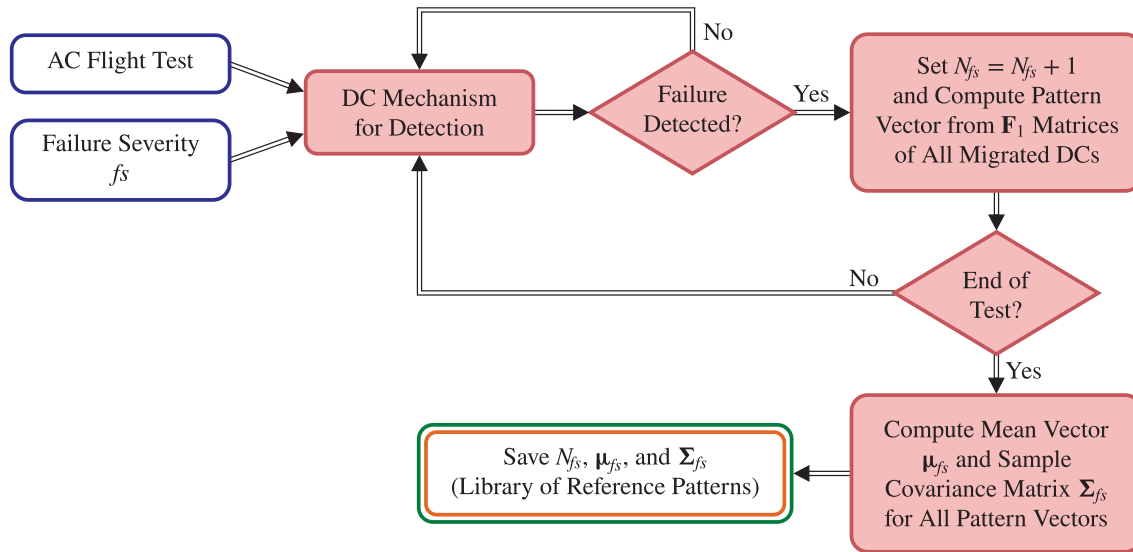 AC Flight Test
Failure Severity
fs
DC Mechanism
for Detection
No
Failure
Detected?
Yes
Set N_fs = N_fs + 1
and Compute Pattern
Vector from F₁ Matrices
of All Migrated DCs
No
End of
Test?
Yes
Compute Mean Vector
μ_fs and Sample
Covariance Matrix Σ_fs
for All Pattern Vectors
Save N_fs, μ_fs, and Σ_fs
(Library of Reference Patterns)